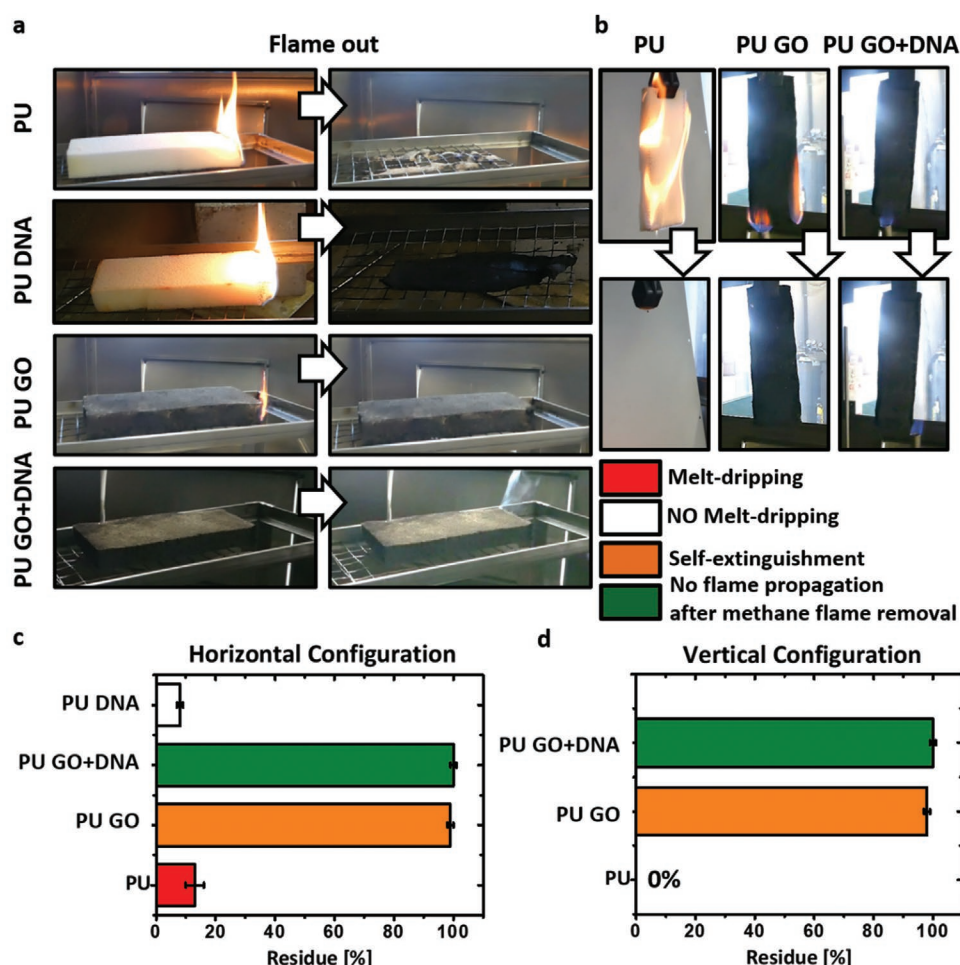 a
Flame out
PU
PU DNA
PU GO
PU GO+DNA
b
PU PU GO PU GO+DNA
Melt-dripping
NO Melt-dripping
Self-extinguishment
No flame propagation
after methane flame removal
c
Horizontal Configuration
PU DNA
PU GO+DNA
PU GO
PU
0 20 40 60 80 100
Residue [%]
d
Vertical Configuration
PU GO+DNA
PU GO
PU 0%
0 20 40 60 80 100
Residue [%]